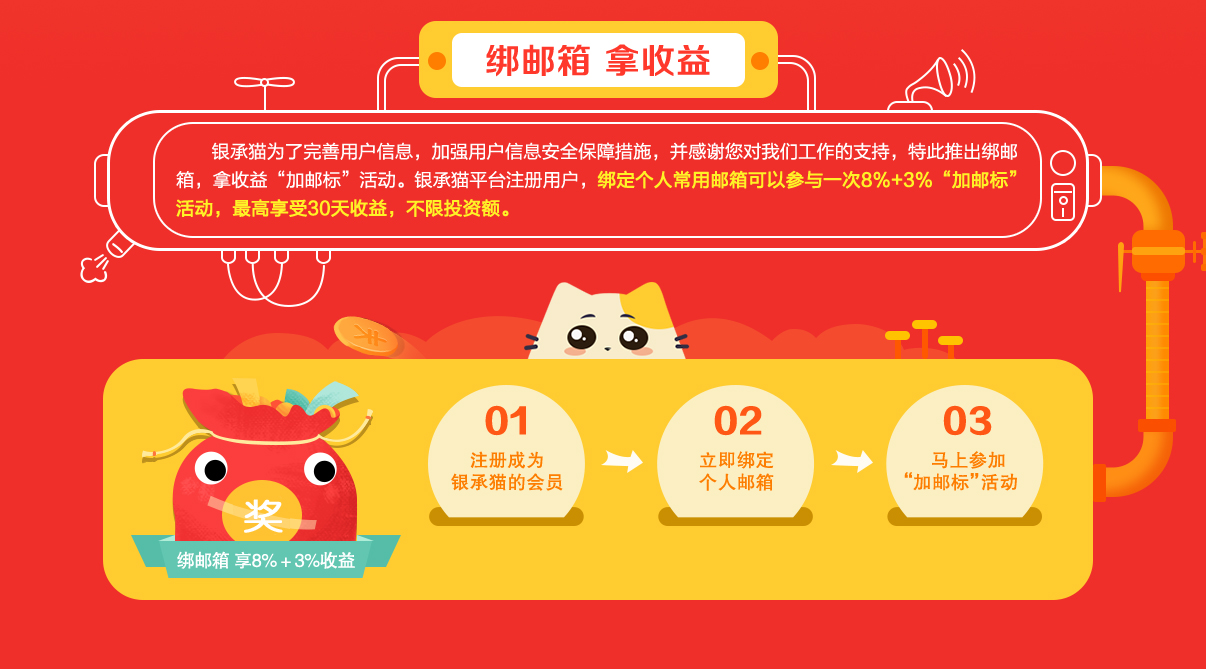 绑邮箱 拿收益
银承猫为了完善用户信息，加强用户信息安全保障措施，并感谢您对我们工作的支持，特此推出绑邮
箱，拿收益“加邮标”活动。银承猫平台注册用户，绑定个人常用邮箱可以参与一次8%+3%“加邮标”
活动，最高享受30天收益，不限投资额。
奖
绑邮箱 享8%+3%收益
01
注册成为
银承猫的会员
02
立即绑定
个人邮箱
03
马上参加
“加邮标”活动